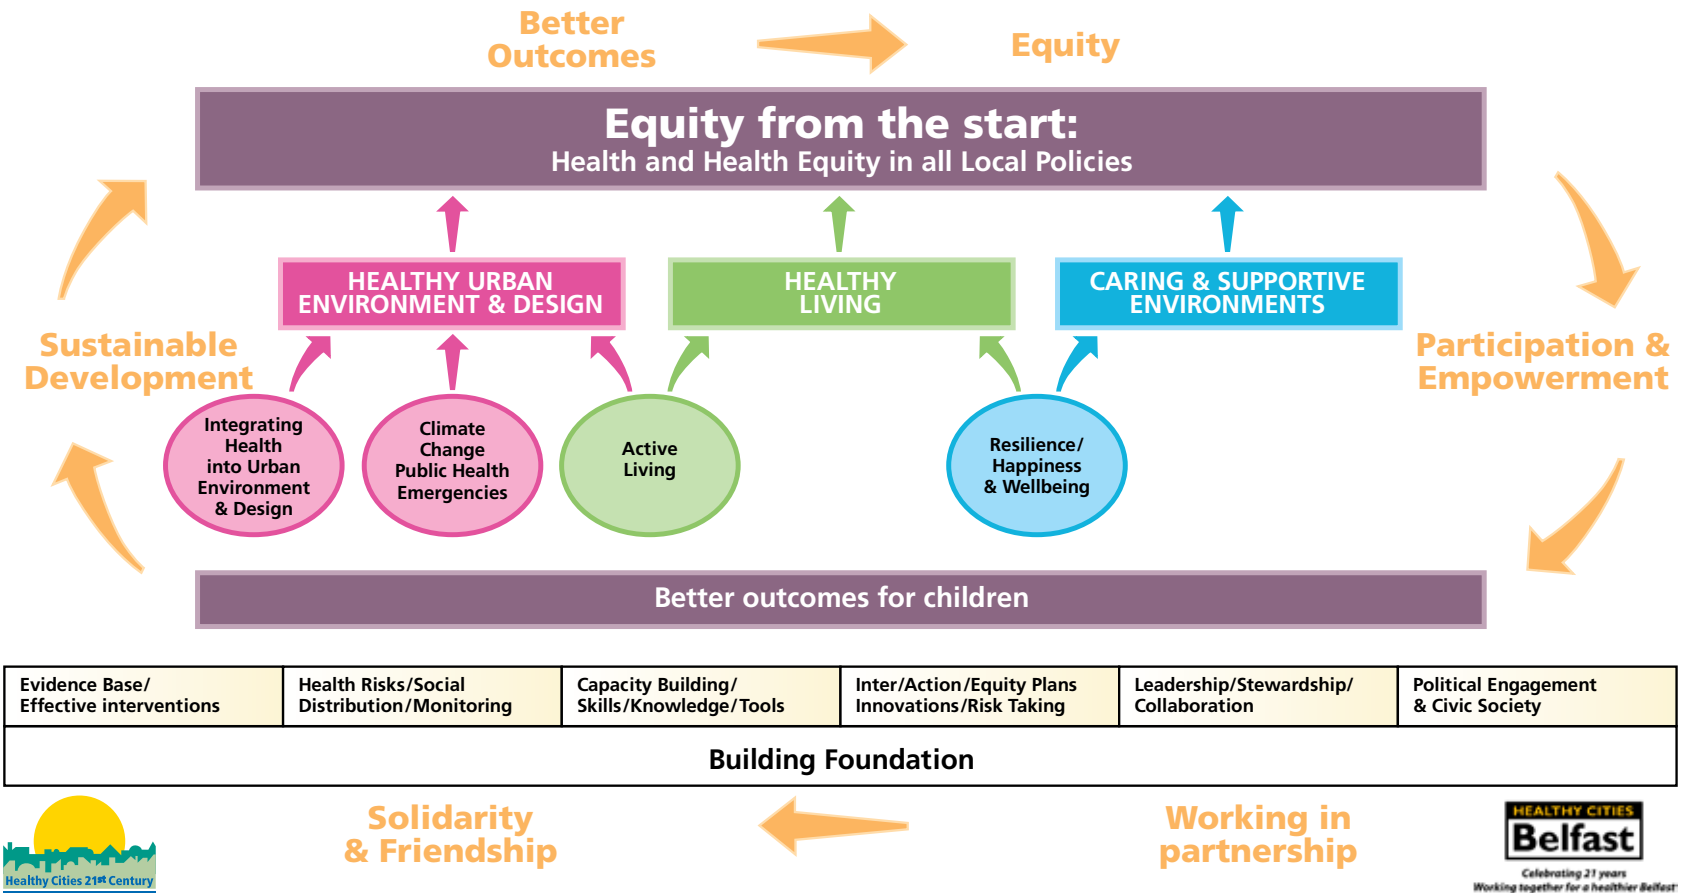 Better
Outcomes
Equity
Equity from the start:
Health and Health Equity in all Local Policies
HEALTHY URBAN
ENVIRONMENT & DESIGN
HEALTHY
LIVING
CARING & SUPPORTIVE
ENVIRONMENTS
Sustainable
Development
Participation &
Empowerment
Integrating
Health
into Urban
Environment
& Design
Climate
Change
Public Health
Emergencies
Active
Living
Resilience/
Happiness
& Wellbeing
Better outcomes for children
Evidence Base/
Effective interventions
Health Risks/Social
Distribution/Monitoring
Capacity Building/
Skills/Knowledge/Tools
Inter/Action/Equity Plans
Innovations/Risk Taking
Leadership/Stewardship/
Collaboration
Political Engagement
& Civic Society
Building Foundation
Solidarity
& Friendship
Working in
partnership
Healthy Cities 21st Century
HEALTHY CITIES
Belfast
Celebrating 21 years
Working together for a healthier Belfast